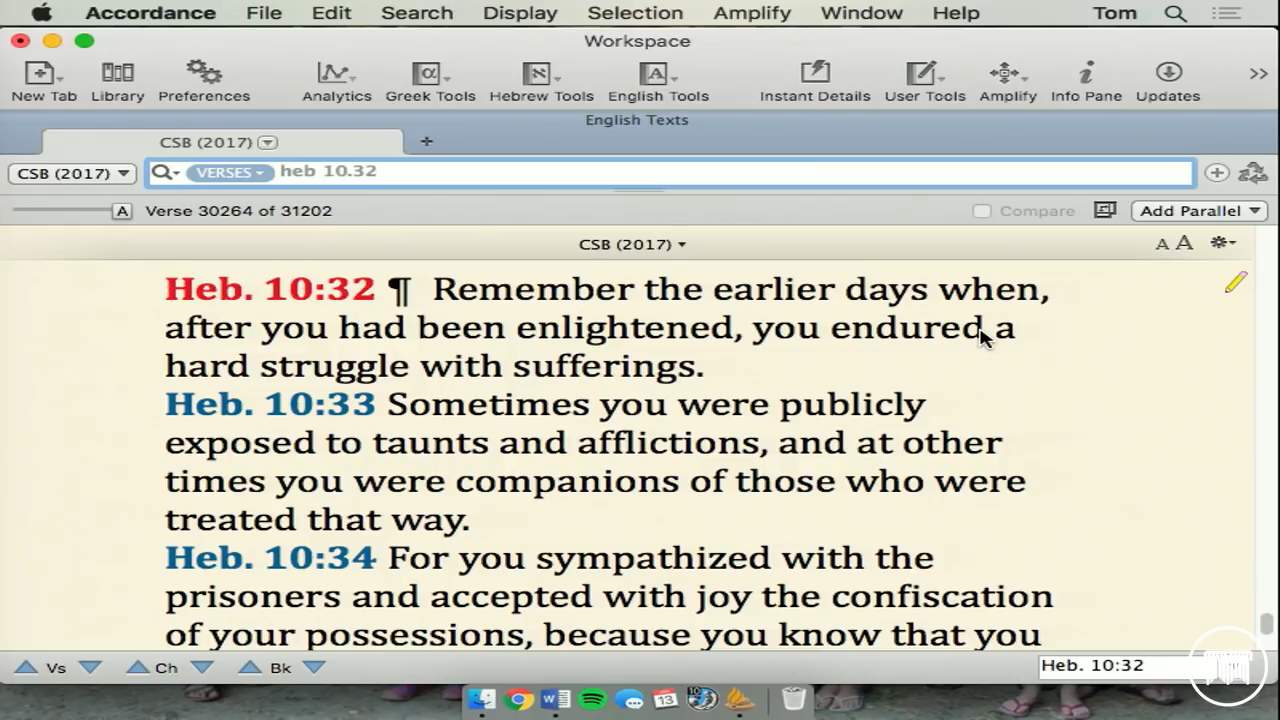 Accordance File Edit Search Display Selection Amplify Window Help Tom
Workspace
New Tab Library Preferences Analytics Greek Tools Hebrew Tools English Tools Instant Details User Tools Amplify Info Pane Updates
English Texts
CSB (2017) +
CSB (2017) VERSES heb 10.32
A Verse 30264 of 31202 Compare Add Parallel
CSB (2017) A A
Heb. 10:32 ¶ Remember the earlier days when,
after you had been enlightened, you endured a
hard struggle with sufferings.
Heb. 10:33 Sometimes you were publicly
exposed to taunts and afflictions, and at other
times you were companions of those who were
treated that way.
Heb. 10:34 For you sympathized with the
prisoners and accepted with joy the confiscation
of your possessions, because you know that you
Vs Ch Bk Heb. 10:32
13